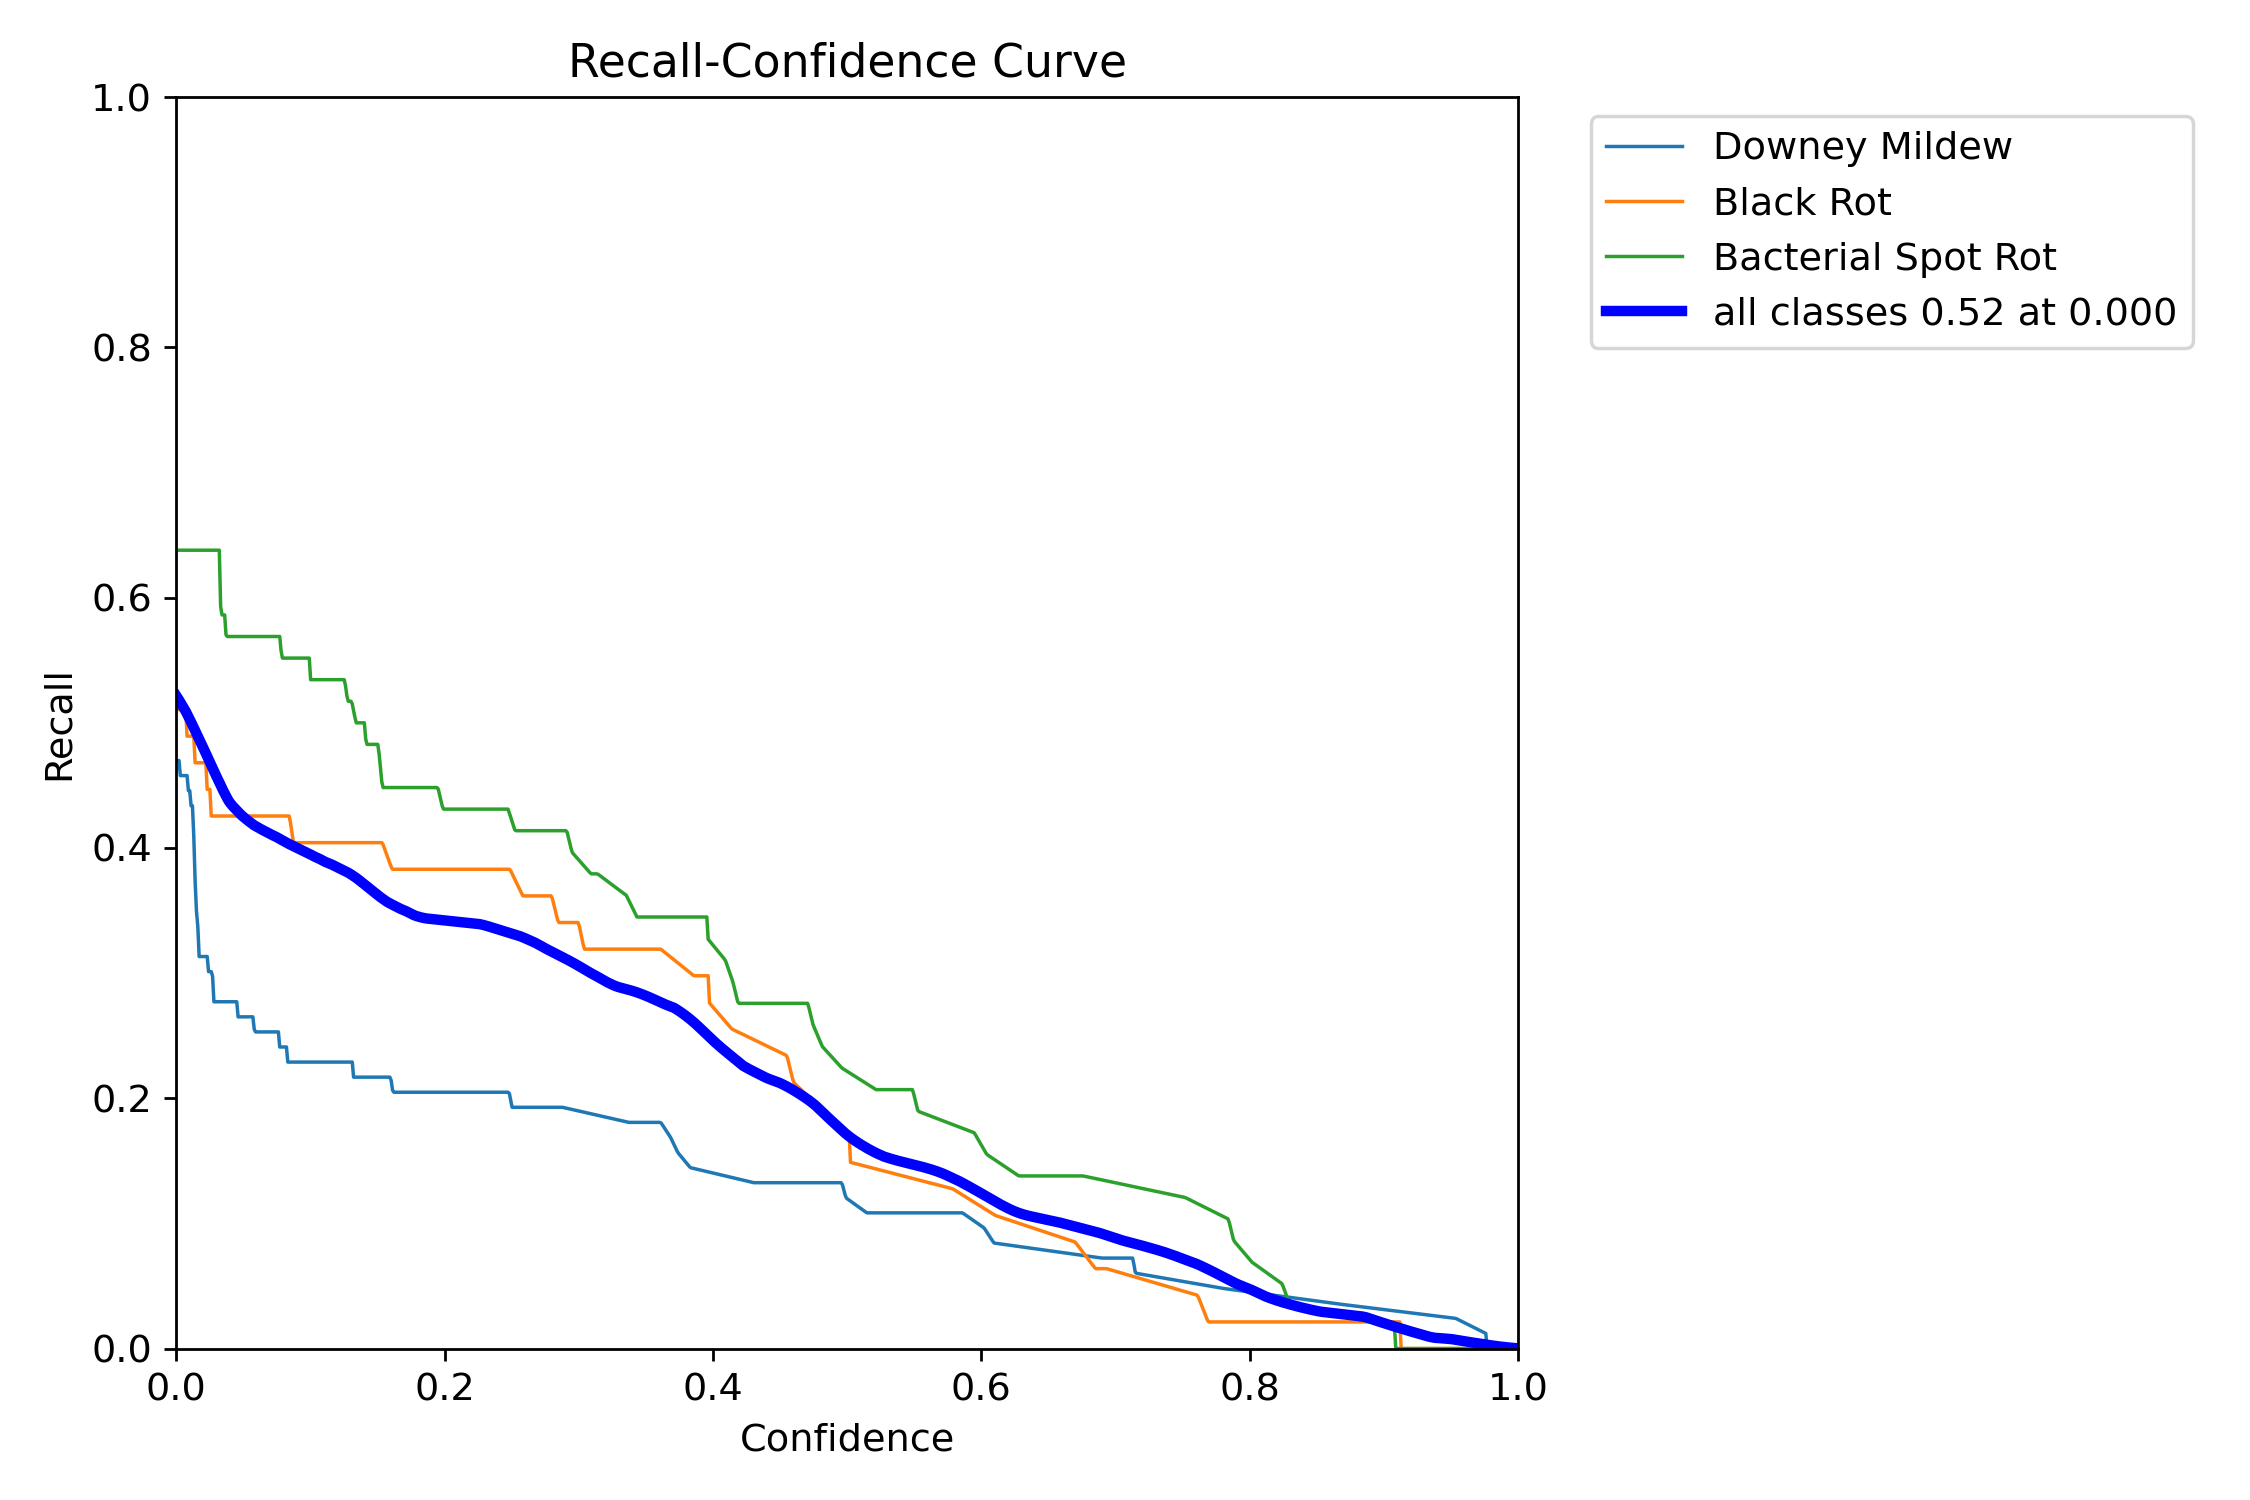 Recall-Confidence Curve
1.0
0.8
0.6
0.4
0.2
0.0
Recall
0.0 0.2 0.4 0.6 0.8 1.0
Confidence
Downey Mildew
Black Rot
Bacterial Spot Rot
all classes 0.52 at 0.000